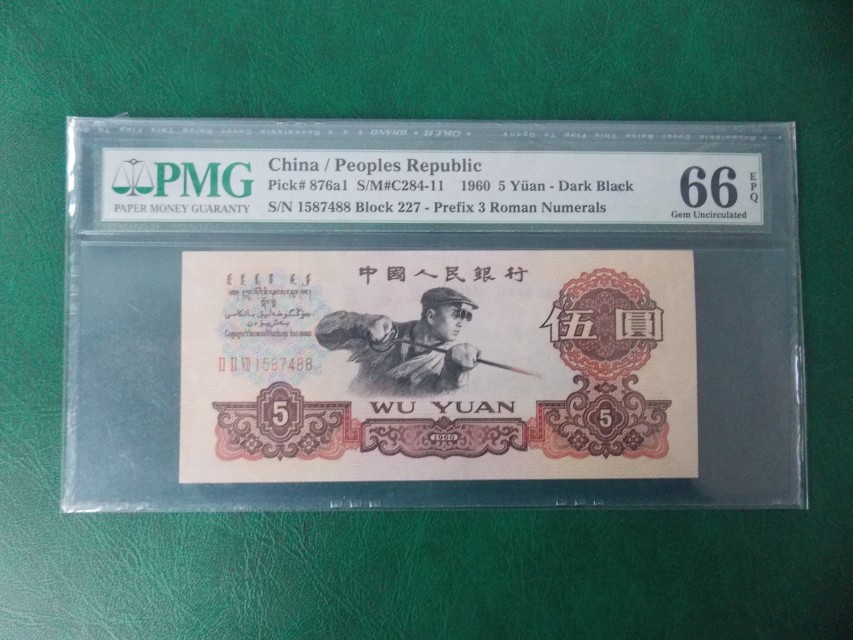 PMG
PAPER MONEY GUARANTY
China / Peoples Republic
Pick# 876a1 S/M#C284-11 1960 5 Yüan - Dark Black
S/N 1587488 Block 227 - Prefix 3 Roman Numerals
66
EPQ
Gem Uncirculated
中國人民銀行
伍圓
II II VII 1587488
5
WU YUAN
1960
5